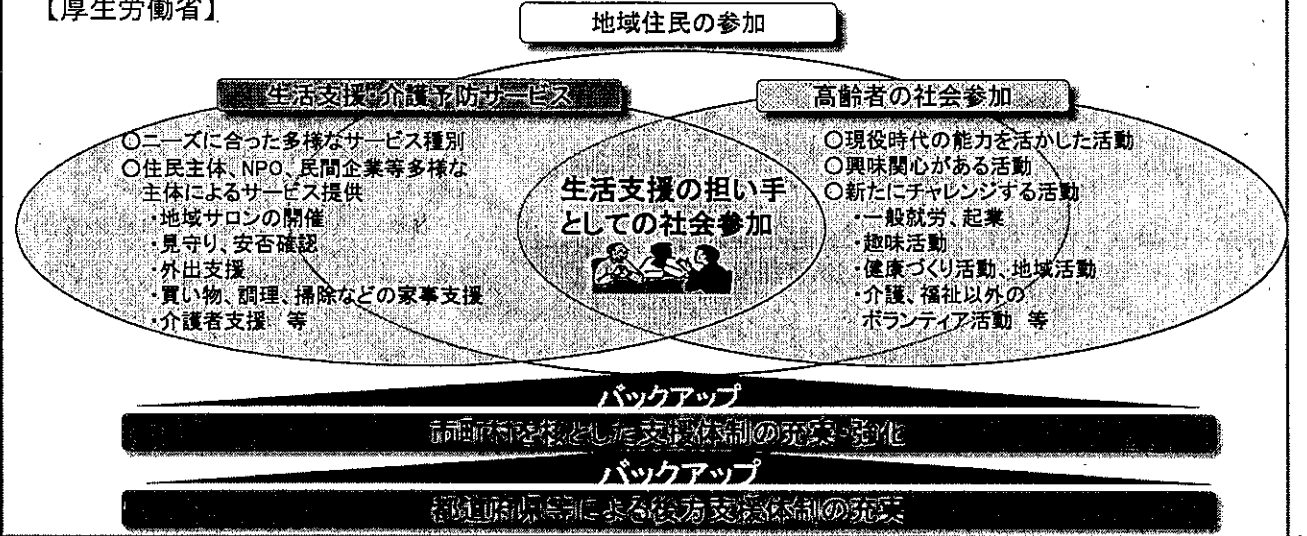 【厚生労働省】
地域住民の参加
生活支援・介護予防サービス
○ニーズに合った多様なサービス種別
○住民主体、NPO、民間企業等多様な
主体によるサービス提供
・地域サロンの開催
・見守り、安否確認
・外出支援
・買い物、調理、掃除などの家事支援
・介護者支援 等
生活支援の担い手
としての社会参加
高齢者の社会参加
○現役時代の能力を活かした活動
○興味関心がある活動
○新たにチャレンジする活動
・一般就労、起業
・趣味活動
・健康づくり活動、地域活動
・介護、福祉以外の
ボランティア活動 等
バックアップ
市町村を核とした支援体制の充実・強化
バックアップ
都道府県等による後方支援体制の充実